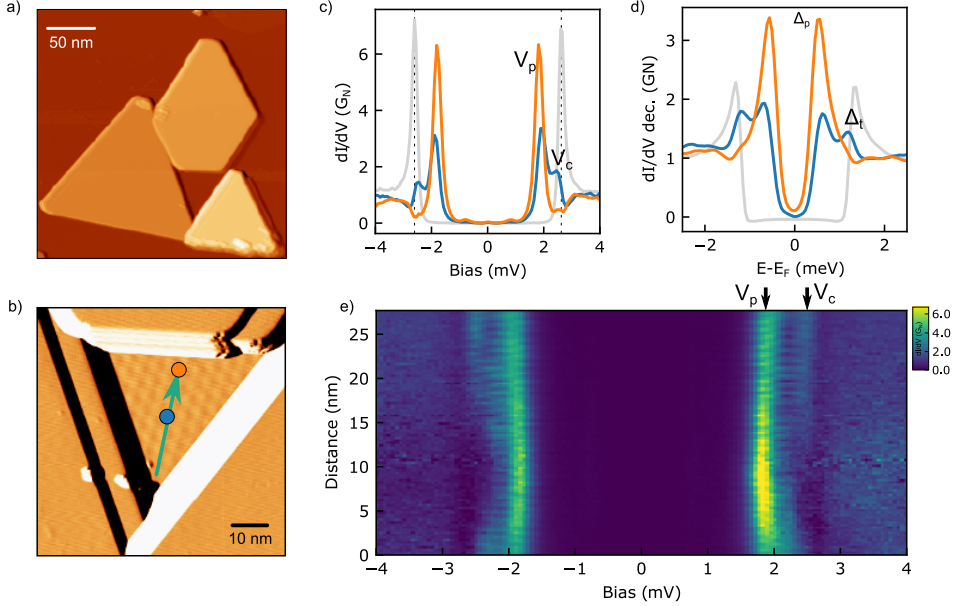 a)
50 nm
b)
10 nm
c)
dI/dV (G_N)
6
4
2
0
V_p
V_c
−4
−2
0
2
4
Bias (mV)
d)
dI/dV dec. (GN)
3
2
1
0
Δ_p
Δ_t
−2
0
2
E-E_F (meV)
e)
V_p
V_c
Distance (nm)
25
20
15
10
5
0
−4
−3
−2
−1
0
1
2
3
4
Bias (mV)
dI/dV (G_N)
6.0
4.0
2.0
0.0